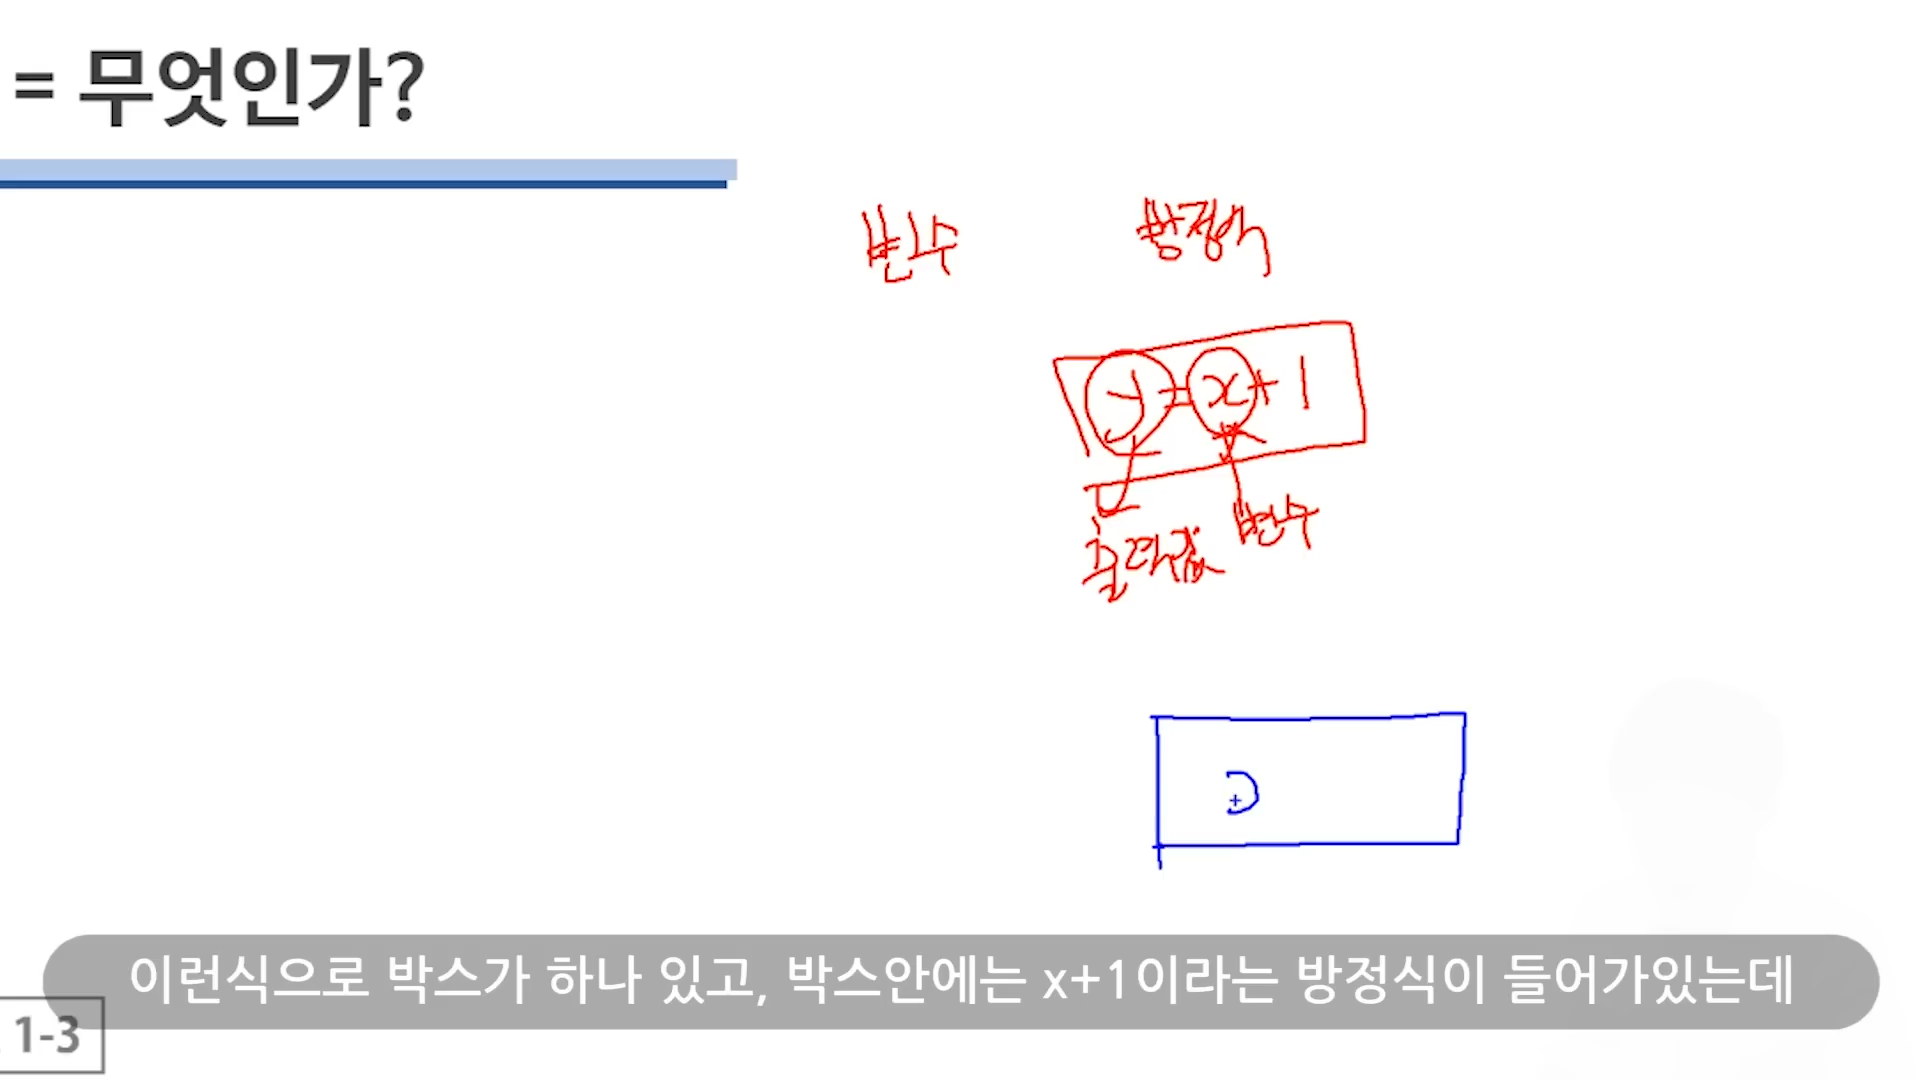 = 무엇인가?
변수 방정식
y=x+1
변수
출력값
이런식으로 박스가 하나 있고, 박스안에는 x+1이라는 방정식이 들어가있는데
1-3